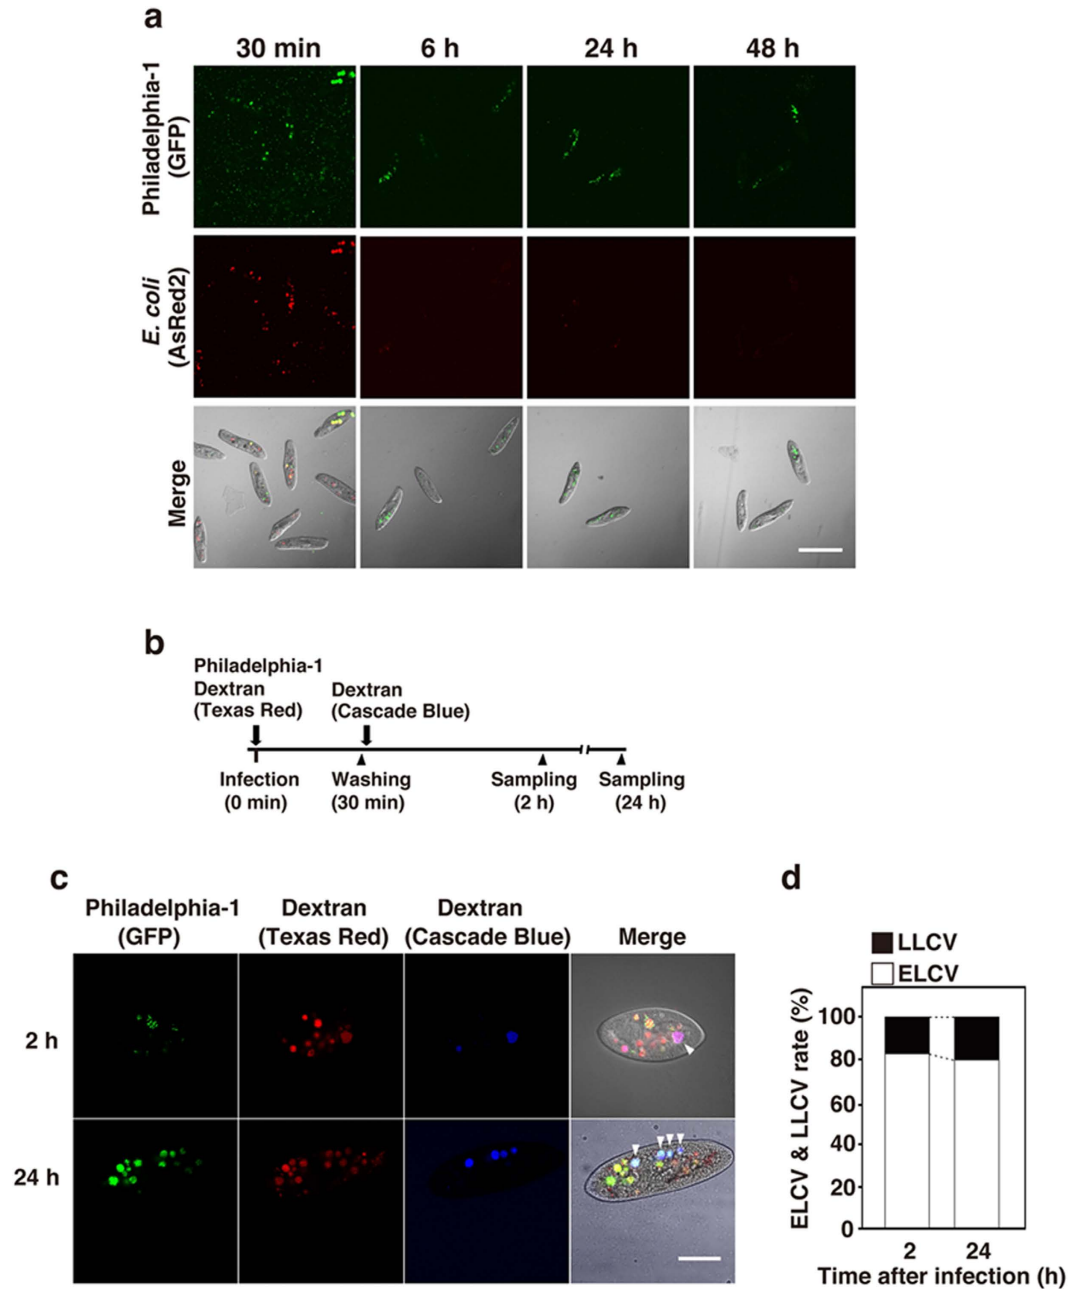 a
30 min
6 h
24 h
48 h
Philadelphia-1
(GFP)
E. coli
(AsRed2)
Merge
b
Philadelphia-1
Dextran
(Texas Red)
Dextran
(Cascade Blue)
Infection
(0 min)
Washing
(30 min)
Sampling
(2 h)
Sampling
(24 h)
c
Philadelphia-1
(GFP)
Dextran
(Texas Red)
Dextran
(Cascade Blue)
Merge
2 h
24 h
d
LLCV
ELCV
ELCV & LLCV rate (%)
100
80
60
40
20
0
2
24
Time after infection (h)